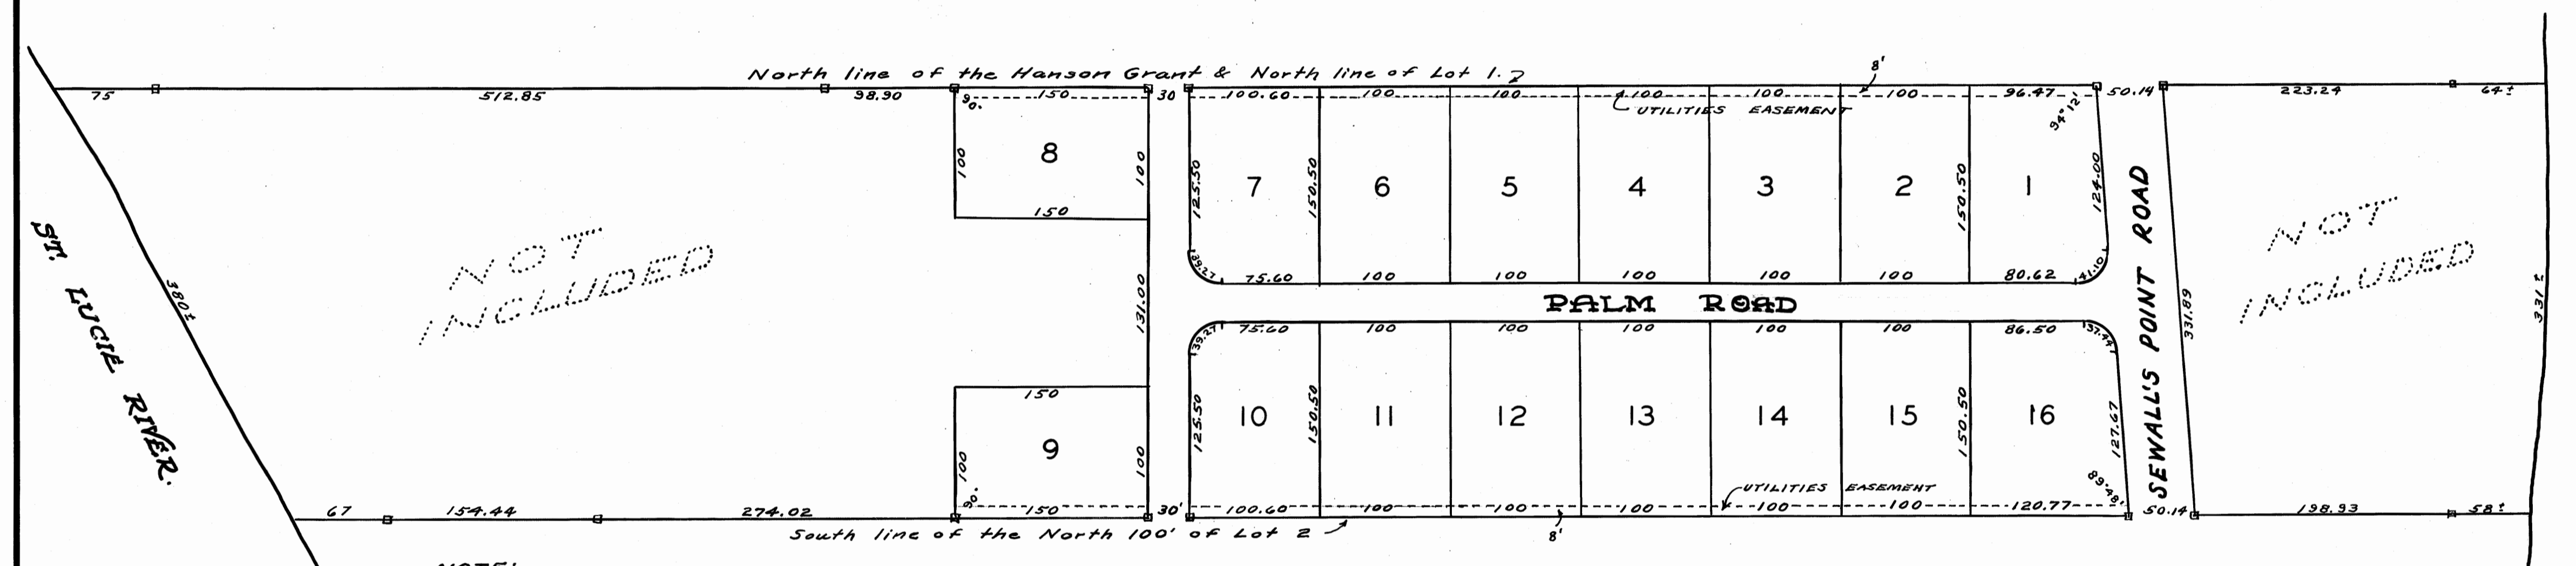 North line of the Hanson Grant & North line of Lot 1.
8'
75 512.85 98.90 90° 150 30 100.60 100 100 100 100 100 96.47 50.14 223.24 64±
UTILITIES EASEMENT
94°12'
100 8 100 125.50 7 150.50 6 5 4 3 2 150.50 1 124.00
150
39.27 75.60 100 100 100 100 100 80.62 41.10
ST. LUCIE RIVER.
380±
NOT
INCLUDED
131.00
PALM ROAD
SEWALL'S POINT ROAD
331.89
NOT
INCLUDED
331±
39.27 75.60 100 100 100 100 100 86.50 37.44
150
100 9 100 125.50 10 150.50 11 12 13 14 15 150.50 16 127.67
UTILITIES EASEMENT
89°48'
90°
67 154.44 274.02 150 30' 100.60 100 100 100 100 100 120.77 50.14 198.93 58±
South line of the North 100' of Lot 2
8'